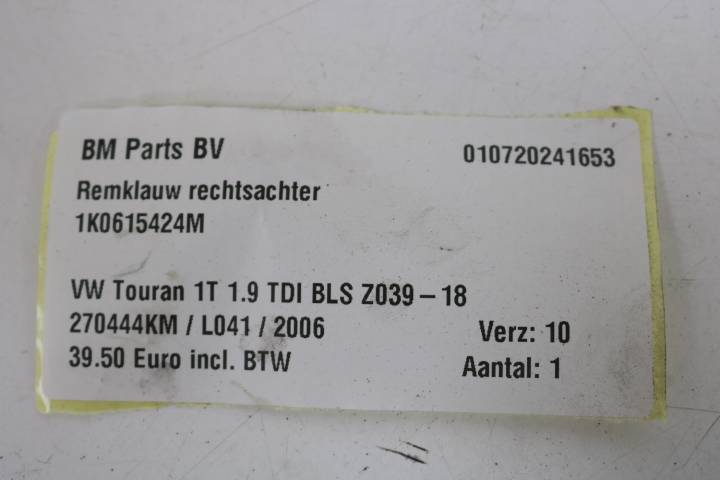 BM Parts BV 010720241653
Remklauw rechtsachter
1K0615424M
VW Touran 1T 1.9 TDI BLS Z039 – 18
270444KM / L041 / 2006 Verz: 10
39.50 Euro incl. BTW Aantal: 1